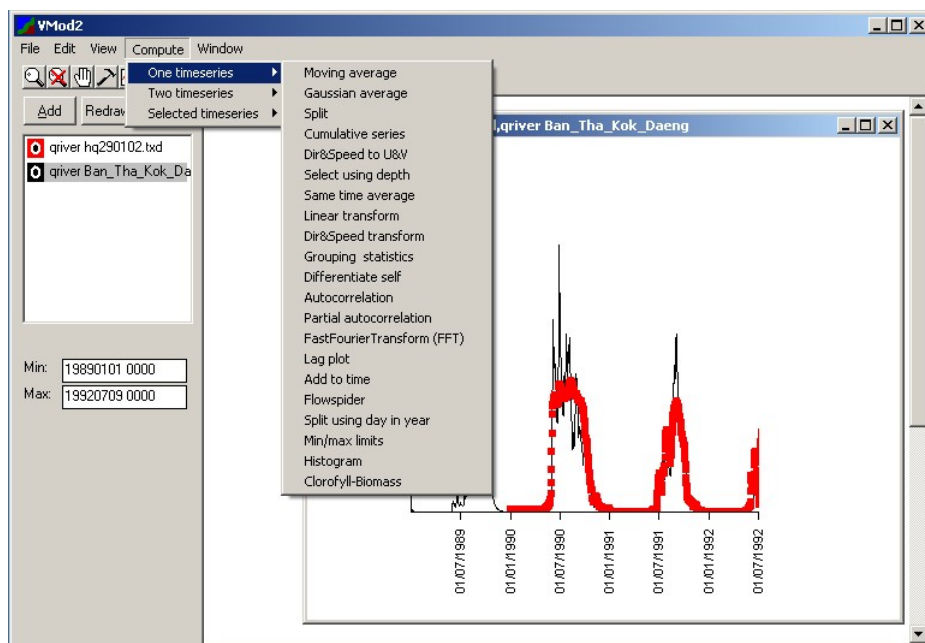 VMod2
File Edit View Compute Window
One timeseries
Two timeseries
Selected timeseries
Add Redraw
Moving average
Gaussian average
Split
Cumulative series
Dir&Speed to U&V
Select using depth
Same time average
Linear transform
Dir&Speed transform
Grouping statistics
Differentiate self
Autocorrelation
Partial autocorrelation
FastFourierTransform (FFT)
Lag plot
Add to time
Flowspider
Split using day in year
Min/max limits
Histogram
Clorofyll-Biomass
qriver hq290102.txd
qriver Ban_Tha_Kok_Da
Min: 19890101 0000
Max: 19920709 0000
,qriver Ban_Tha_Kok_Daeng
01/07/1989
01/01/1990
01/07/1990
01/01/1991
01/07/1991
01/01/1992
01/07/1992